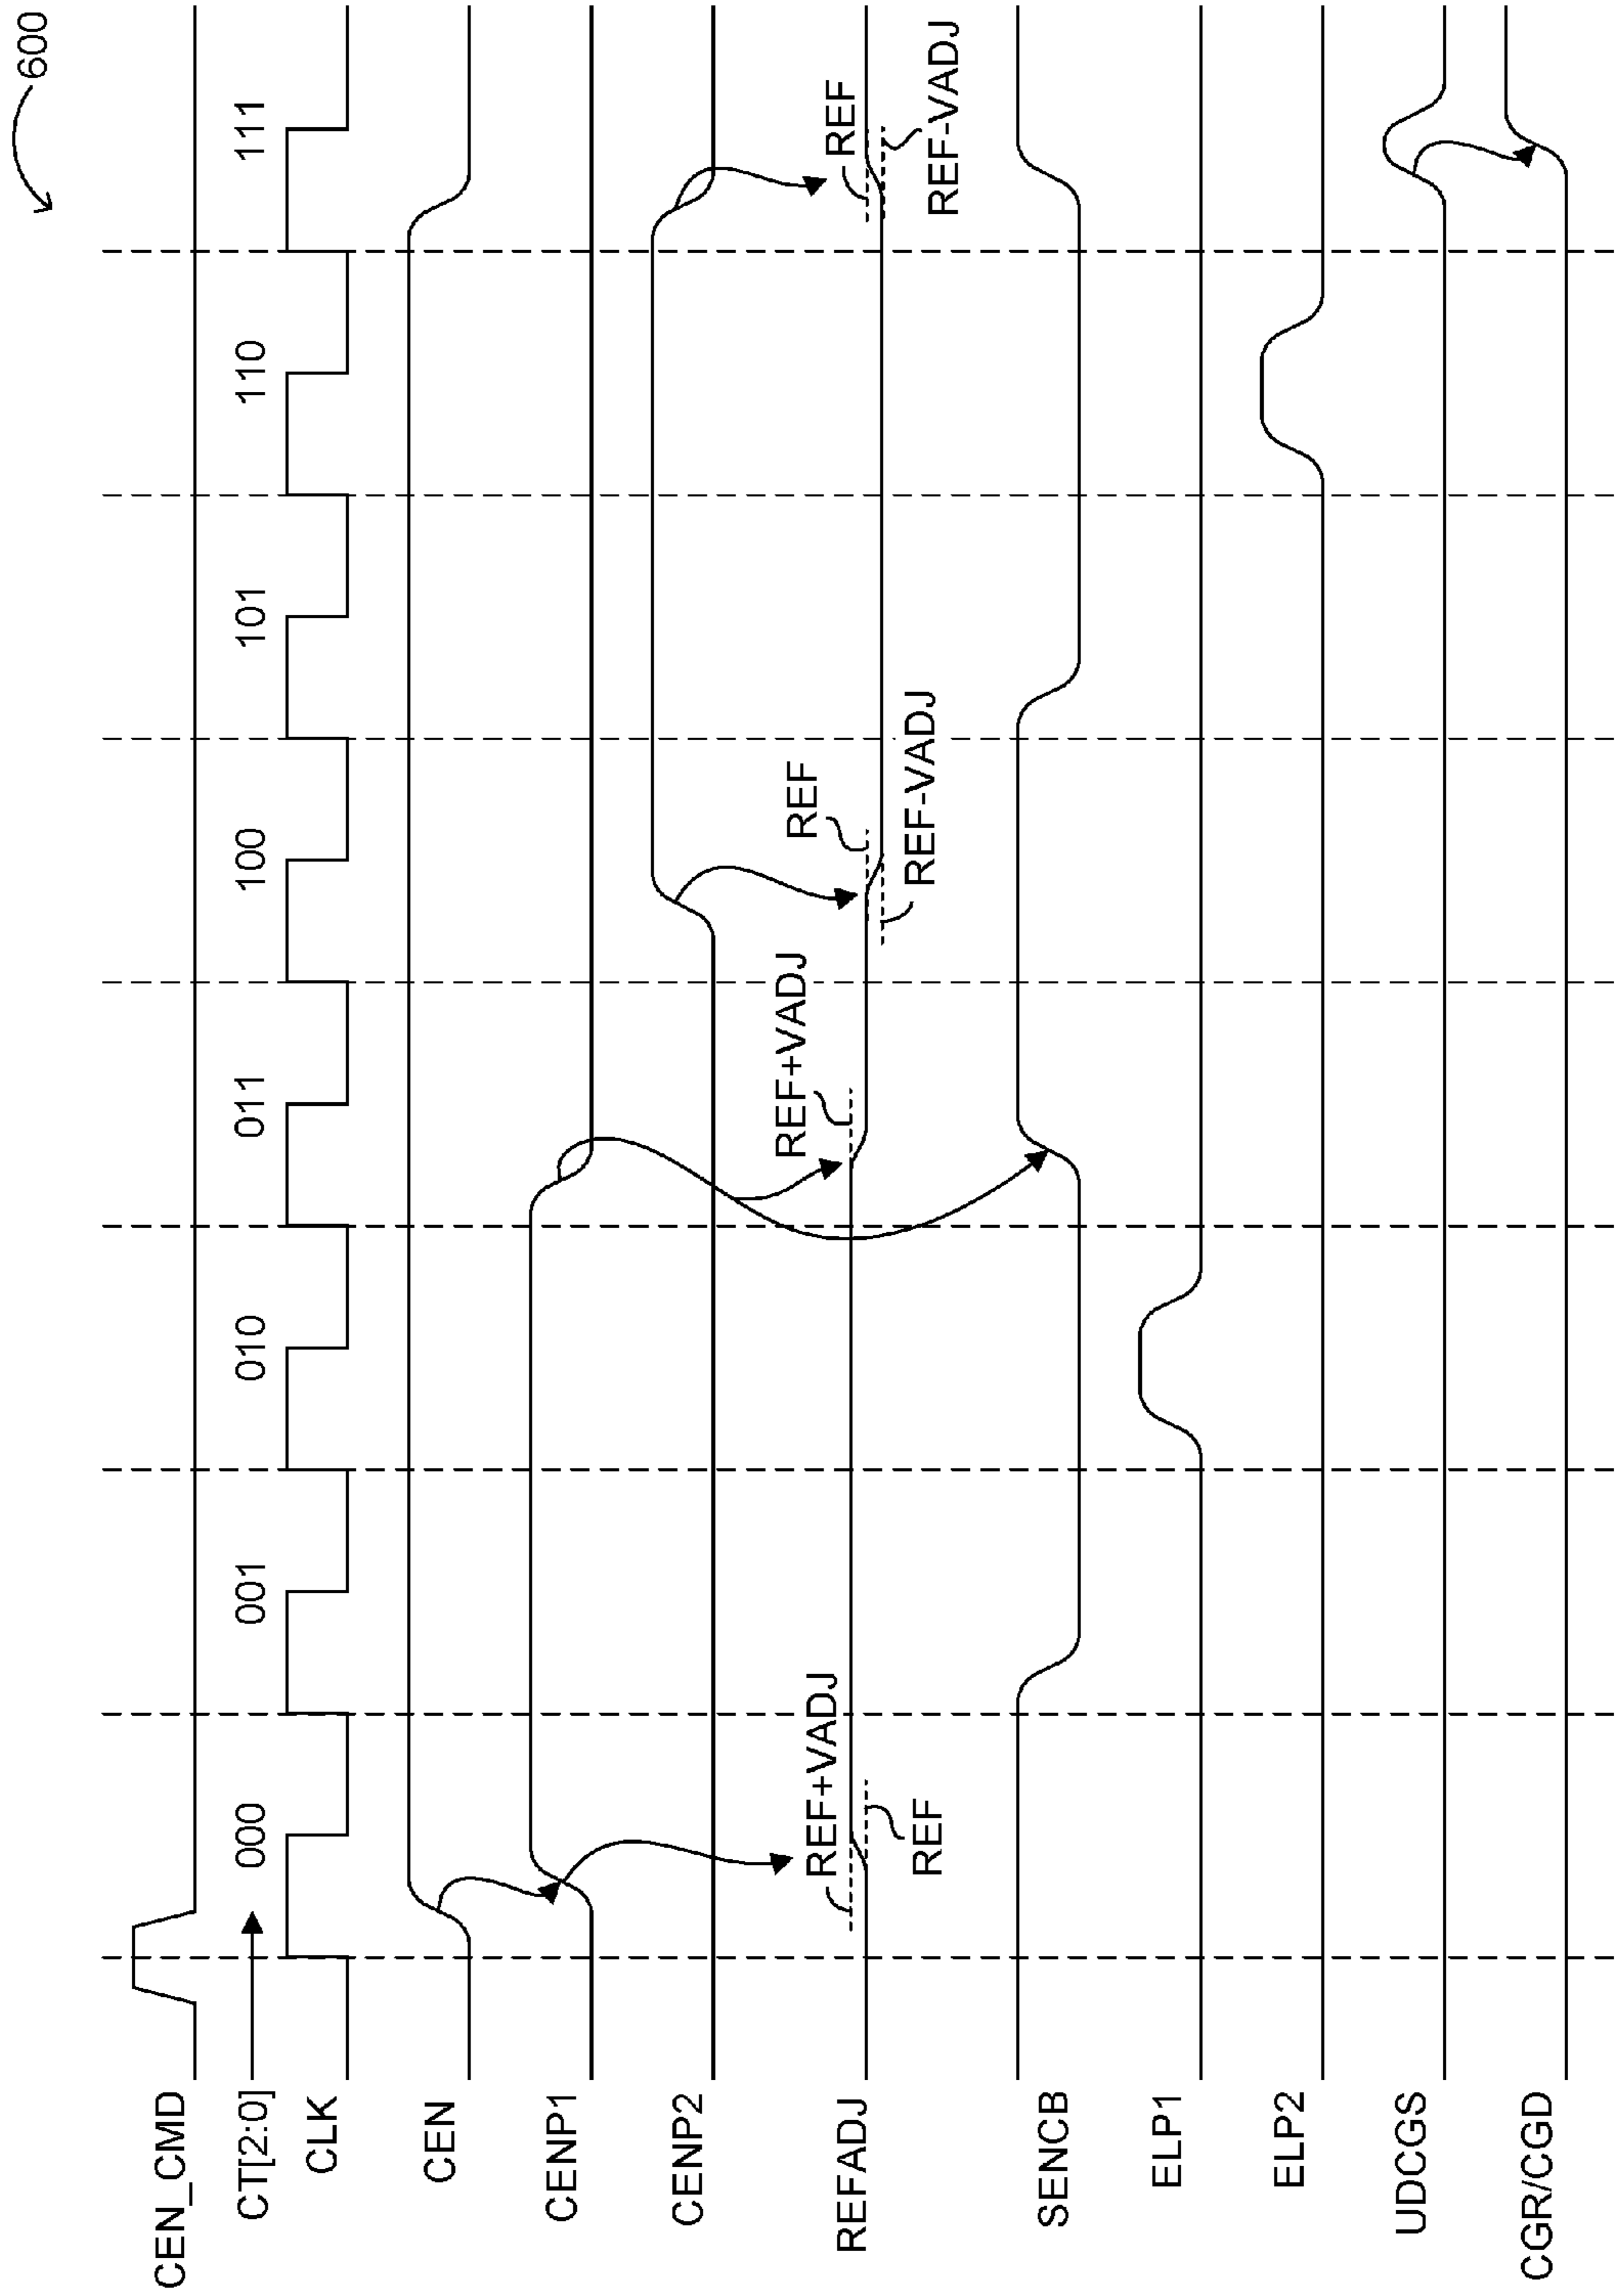 600
CEN_CMD
CT[2:0] 000 001 010 011 100 101 110 111
CLK
CEN
CENP1
CENP2
REF+VADJ REF+VADJ REF REF
REFADJ
REF REF-VADJ REF-VADJ
SENCB
ELP1
ELP2
UDCGS
CGR/CGD